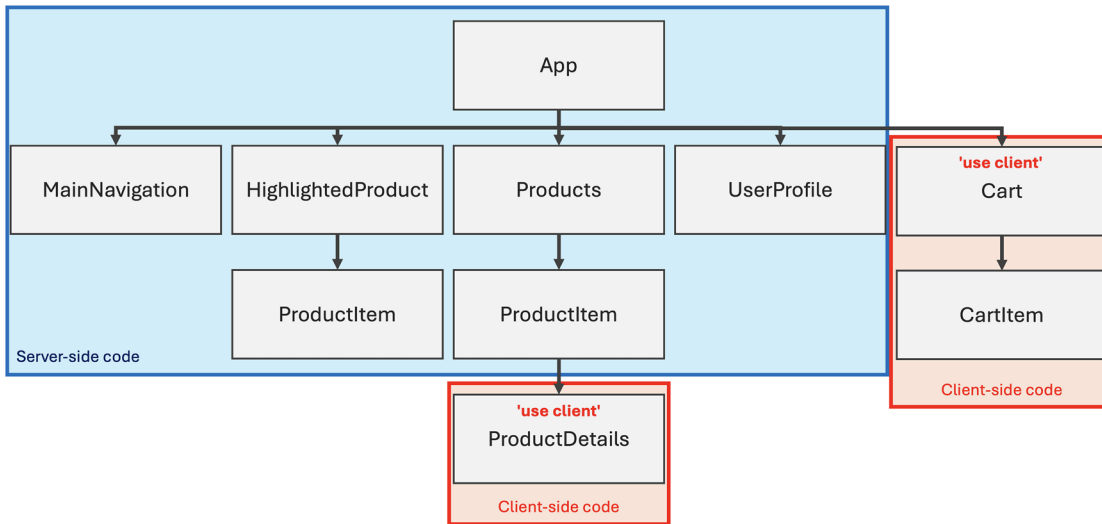 App
MainNavigation
HighlightedProduct
Products
UserProfile
'use client'
Cart
ProductItem
ProductItem
CartItem
Server-side code
Client-side code
'use client'
ProductDetails
Client-side code